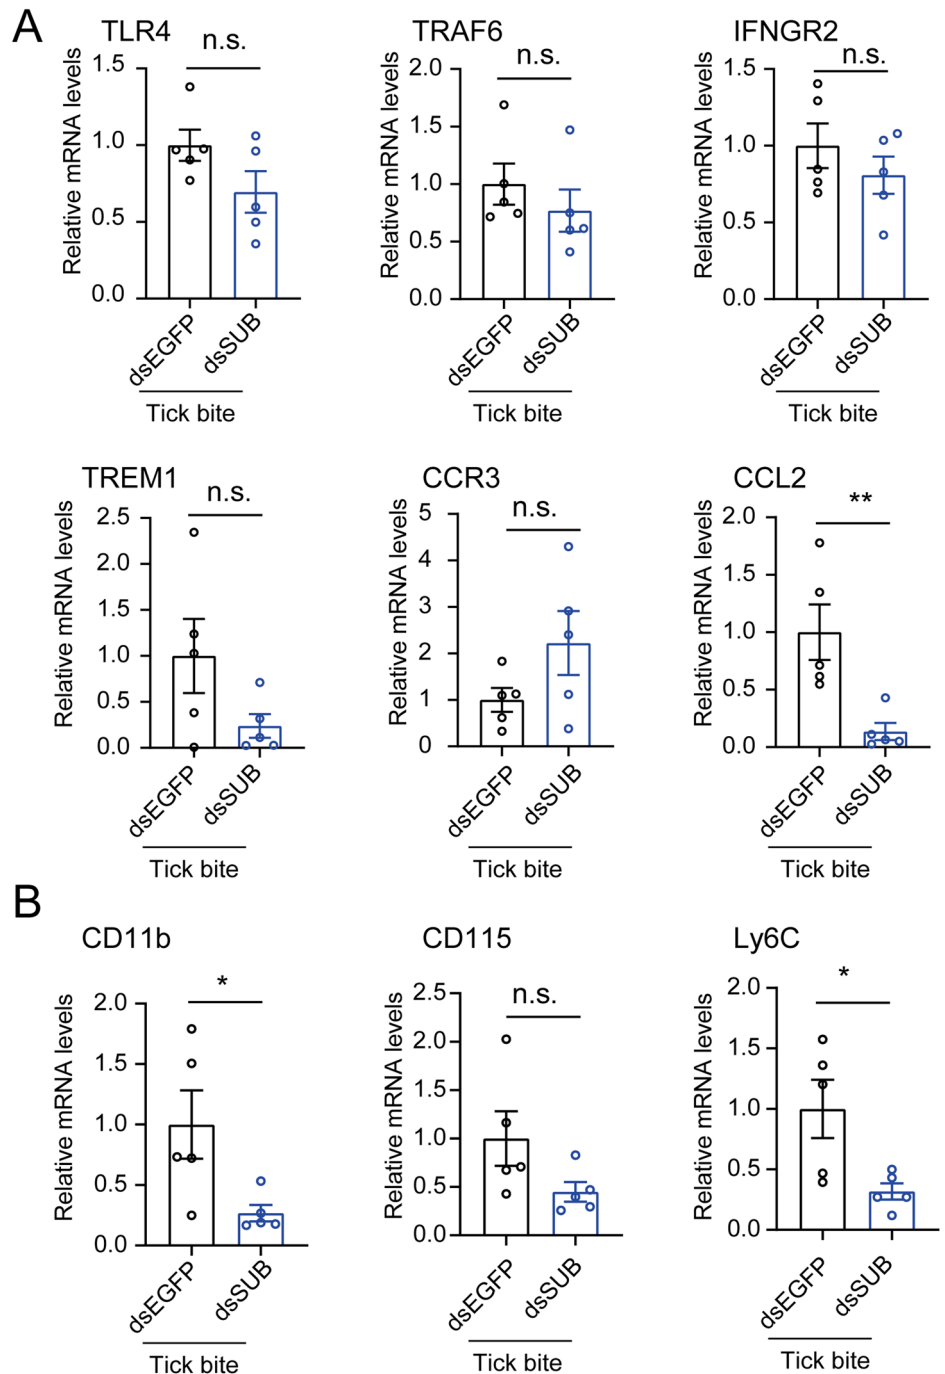 A
TLR4
n.s.
Relative mRNA levels
1.5
1.0
0.5
0.0
dsEGFP
dsSUB
Tick bite
TRAF6
n.s.
Relative mRNA levels
2.0
1.5
1.0
0.5
0.0
dsEGFP
dsSUB
Tick bite
IFNGR2
n.s.
Relative mRNA levels
1.5
1.0
0.5
0.0
dsEGFP
dsSUB
Tick bite
TREM1
n.s.
Relative mRNA levels
2.5
2.0
1.5
1.0
0.5
0.0
dsEGFP
dsSUB
Tick bite
CCR3
n.s.
Relative mRNA levels
5
4
3
2
1
0
dsEGFP
dsSUB
Tick bite
CCL2
**
Relative mRNA levels
2.0
1.5
1.0
0.5
0.0
dsEGFP
dsSUB
Tick bite
B
CD11b
*
Relative mRNA levels
2.0
1.5
1.0
0.5
0.0
dsEGFP
dsSUB
Tick bite
CD115
n.s.
Relative mRNA levels
2.5
2.0
1.5
1.0
0.5
0.0
dsEGFP
dsSUB
Tick bite
Ly6C
*
Relative mRNA levels
2.0
1.5
1.0
0.5
0.0
dsEGFP
dsSUB
Tick bite